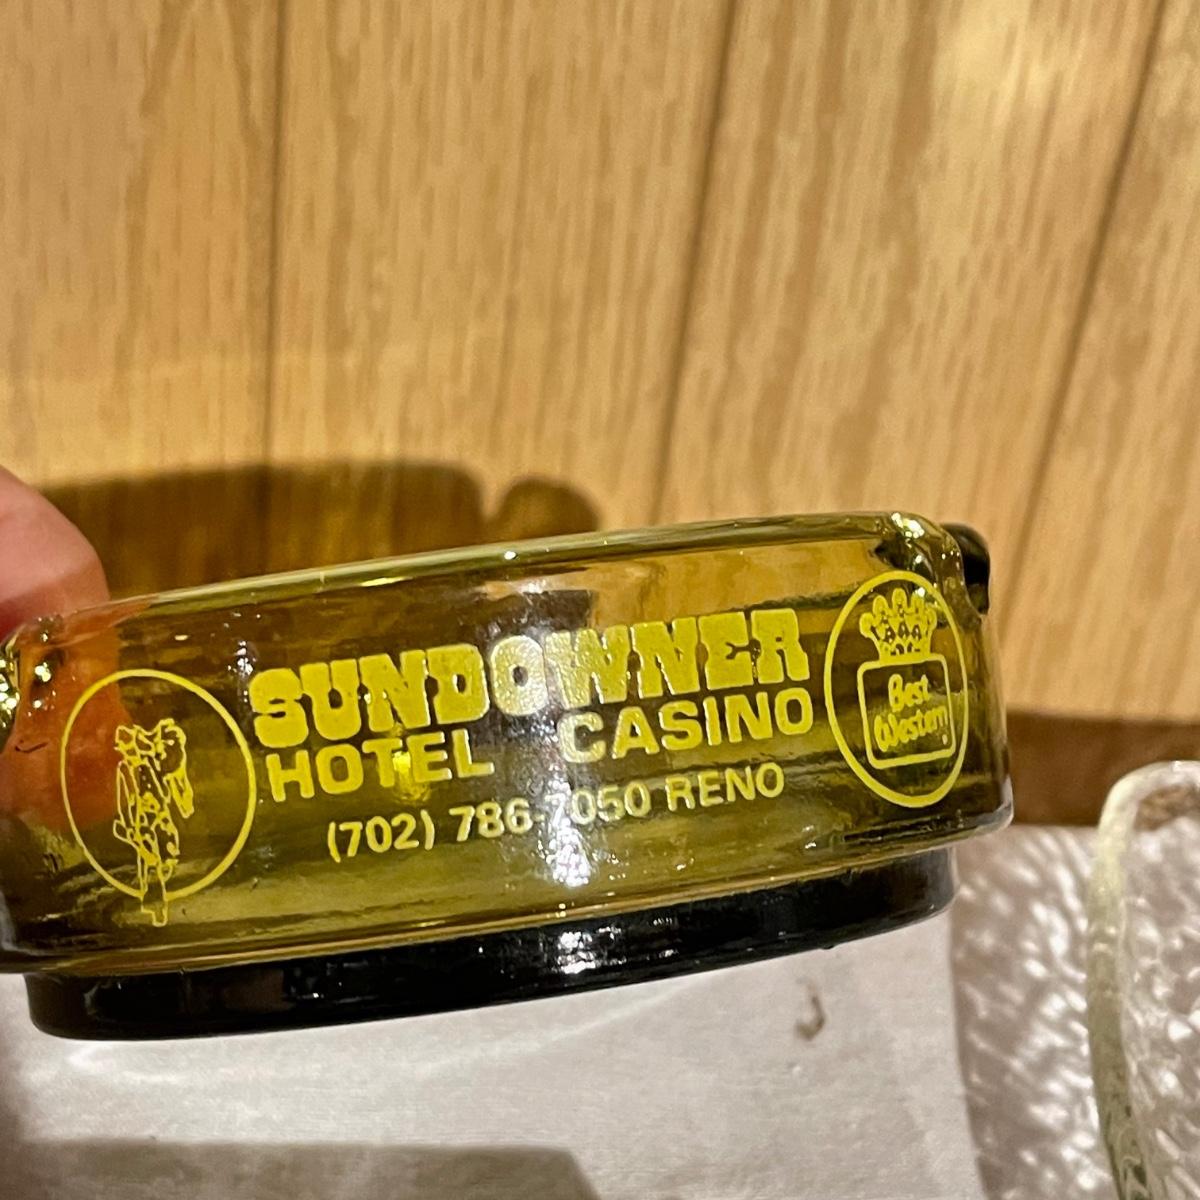 SUNDOWNER
HOTEL CASINO
(702) 786-7050 RENO
Best
Western